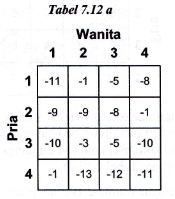 Tabel 7.12 a
Wanita
1 2 3 4
1 -11 -1 -5 -8
2 -9 -9 -8 -1
3 -10 -3 -5 -10
4 -1 -13 -12 -11
Pria